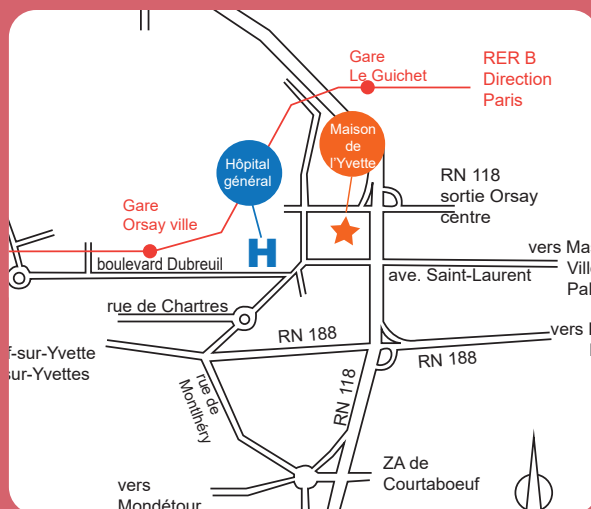 Gare
Le Guichet
RER B
Direction
Paris
Maison
de
l'Yvette
Hôpital
général
RN 118
sortie Orsay
centre
Gare
Orsay ville
H
boulevard Dubreuil
ave. Saint-Laurent
vers Ma
Ville
Pal
rue de Chartres
RN 188
vers
RN 188
f-sur-Yvette
sur-Yvettes
rue de
Montlhéry
RN 118
ZA de
Courtaboeuf
vers
Mondétour